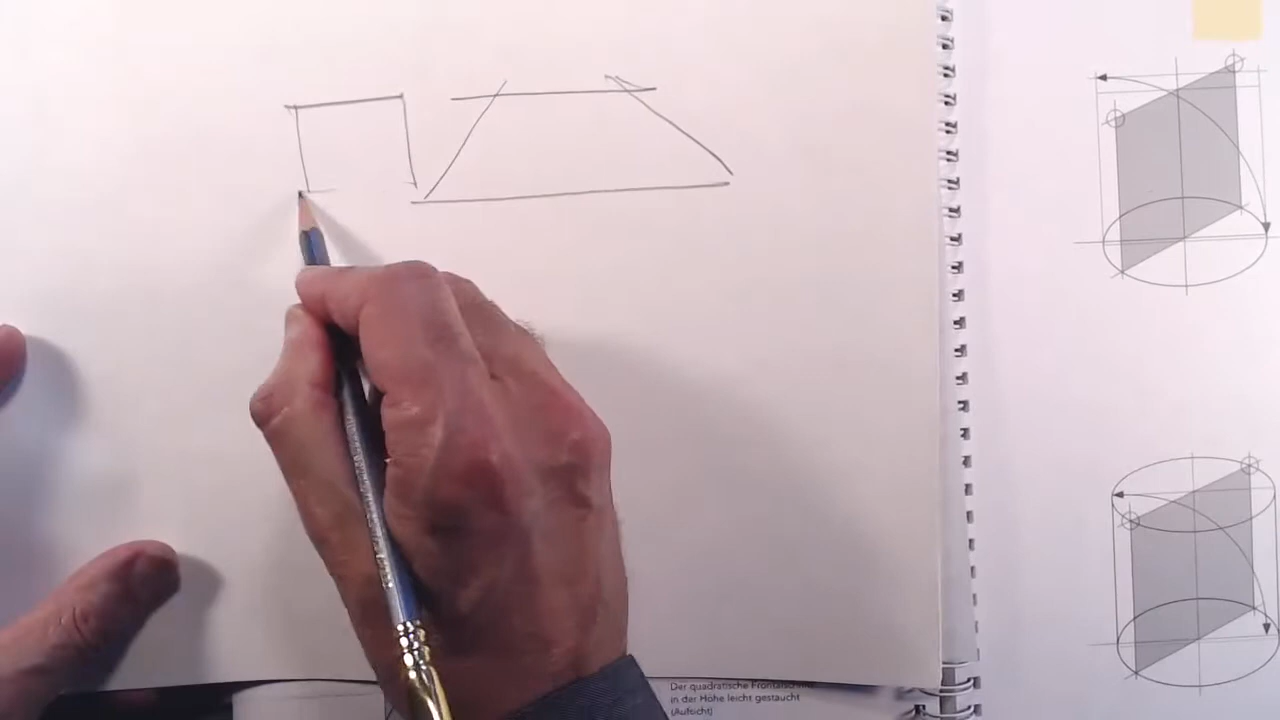 Der quadratische Frontalschnitt
in der Höhe leicht gestaucht
(Aufsicht)